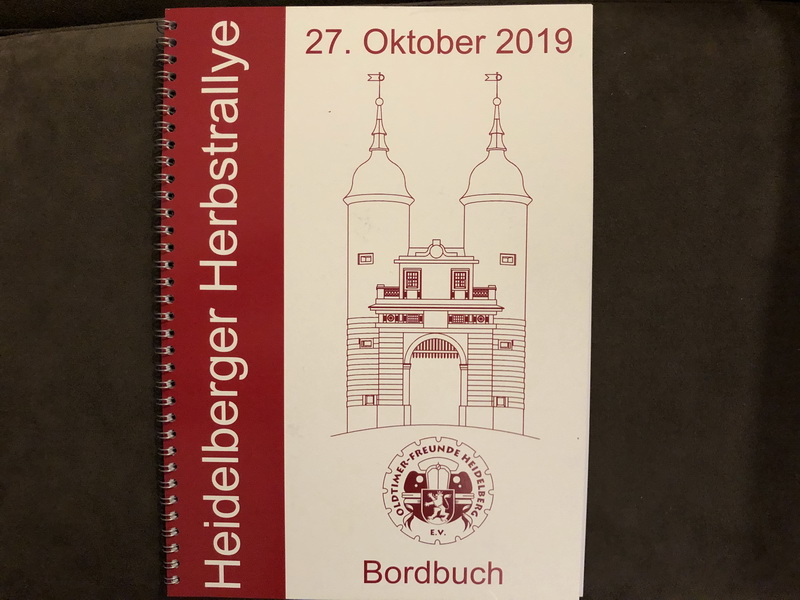 Heidelberger Herbstrallye
27. Oktober 2019
OLDTIMER-FREUNDE HEIDELBERG
E.V.
Bordbuch